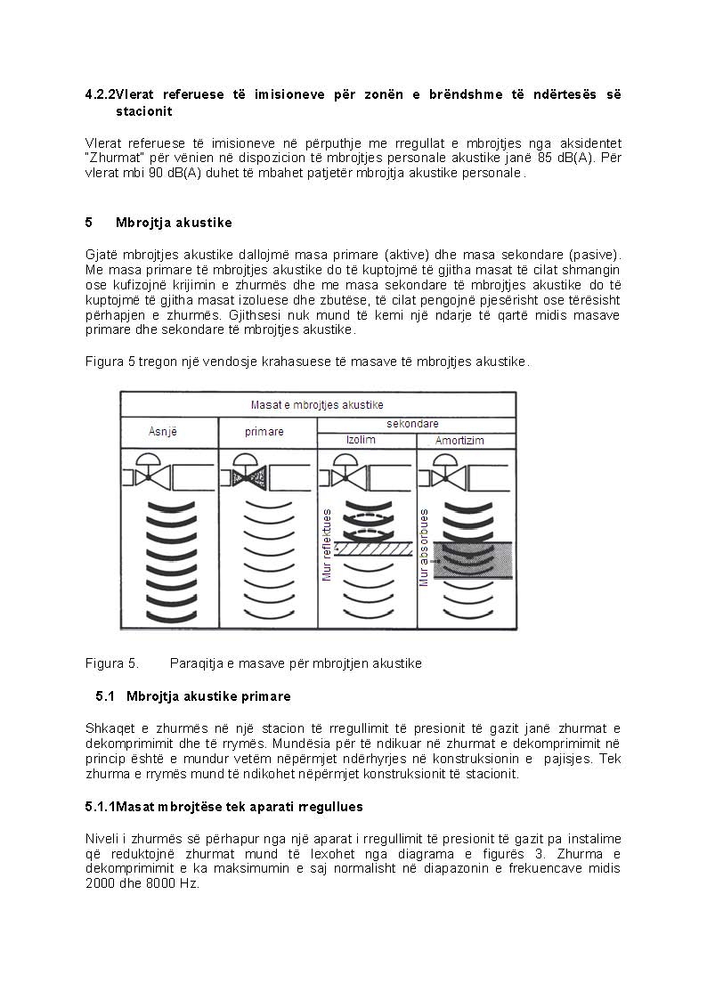 4.2.2Vlerat referuese të imisioneve për zonën e brëndshme të ndërtesës së
stacionit
Vlerat referuese të imisioneve në përputhje me rregullat e mbrojtjes nga aksidentet
"Zhurmat" për vënien në dispozicion të mbrojtjes personale akustike janë 85 dB(A). Për
vlerat mbi 90 dB(A) duhet të mbahet patjetër mbrojtja akustike personale.
5 Mbrojtja akustike
Gjatë mbrojtjes akustike dallojmë masa primare (aktive) dhe masa sekondare (pasive).
Me masa primare të mbrojtjes akustike do të kuptojmë të gjitha masat të cilat shmangin
ose kufizojnë krijimin e zhurmës dhe me masa sekondare të mbrojtjes akustike do të
kuptojmë të gjitha masat izoluese dhe zbutëse, të cilat pengojnë pjesërisht ose tërësisht
përhapjen e zhurmës. Gjithsesi nuk mund të kemi një ndarje të qartë midis masave
primare dhe sekondare të mbrojtjes akustike.
Figura 5 tregon një vendosje krahasuese të masave të mbrojtjes akustike.
Masat e mbrojtjes akustike
Asnjë
primare
sekondare
Izolim
Amortizim
Mur reflektues
Mur absorbues
Figura 5. Paraqitja e masave për mbrojtjen akustike
5.1 Mbrojtja akustike primare
Shkaqet e zhurmës në një stacion të rregullimit të presionit të gazit janë zhurmat e
dekomprimimit dhe të rrymës. Mundësia për të ndikuar në zhurmat e dekomprimimit në
princip është e mundur vetëm nëpërmjet ndërhyrjes në konstruksionin e pajisjes. Tek
zhurma e rrymës mund të ndikohet nëpërmjet konstruksionit të stacionit.
5.1.1Masat mbrojtëse tek aparati rregullues
Niveli i zhurmës së përhapur nga një aparat i rregullimit të presionit të gazit pa instalime
që reduktojnë zhurmat mund të lexohet nga diagrama e figurës 3. Zhurma e
dekomprimimit e ka maksimumin e saj normalisht në diapazonin e frekuencave midis
2000 dhe 8000 Hz.